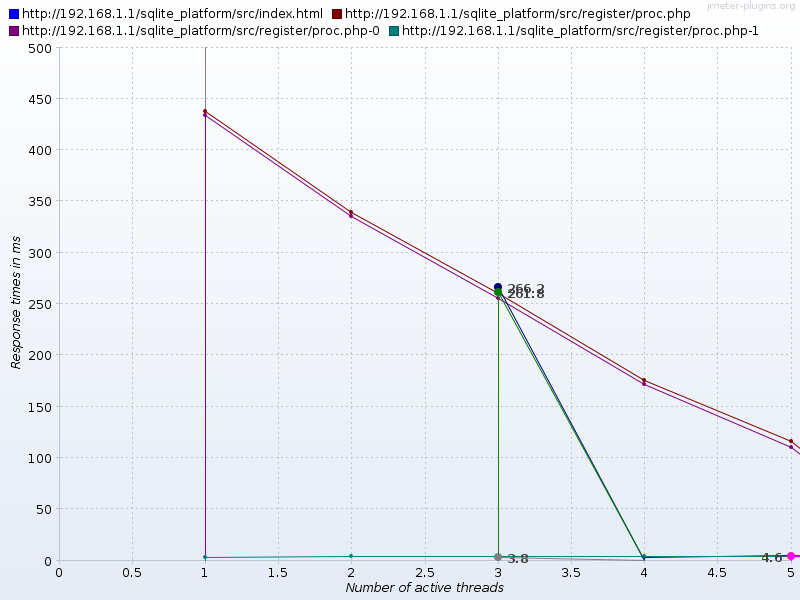 jmeter-plugins.org
http://192.168.1.1/sqlite_platform/src/index.html http://192.168.1.1/sqlite_platform/src/register/proc.php
http://192.168.1.1/sqlite_platform/src/register/proc.php-0 http://192.168.1.1/sqlite_platform/src/register/proc.php-1
500
450
400
350
300
266.2
261.8
250
200
150
100
50
3.8
4.6
0
0 0.5 1 1.5 2 2.5 3 3.5 4 4.5 5
Response times in ms
Number of active threads